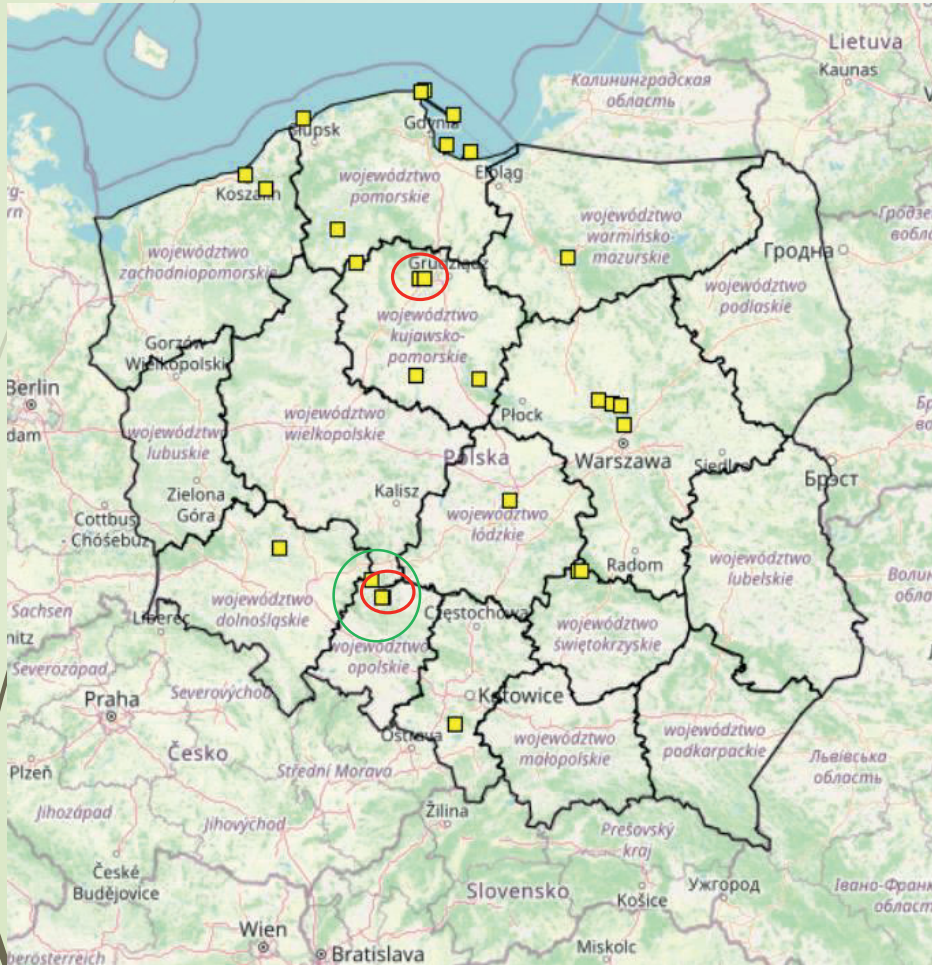 Lietuva
Kaunas
Калининградская
область
Gdynia
Słupsk
Elbląg
Koszalin
województwo
pomorskie
województwo
warmińsko-
mazurskie
Гродна
województwo
zachodniopomorskie
Grudziądz
województwo
podlaskie
województwo
kujawsko-
pomorskie
Gorzów
Wielkopolski
Berlin
Płock
województwo
wielkopolskie
województwo
lubuskie
Polska
Warszawa
Siedlce
Брэст
Kalisz
Zielona
Góra
Cottbus
- Chóśebuz
województwo
łódzkie
Radom
województwo
lubelskie
województwo
dolnośląskie
Sachsen
Liberec
Częstochowa
województwo
świętokrzyskie
województwo
opolskie
Severozápad
Severovýchod
Katowice
Praha
Ostrava
województwo
małopolskie
województwo
podkarpackie
Львівська
область
Česko
Plzeň
Střední Morava
Jihozápad
Jihovýchod
Žilina
Prešovský
kraj
České
Budějovice
Slovensko
Košice
Ужгород
Wien
Bratislava
Miskolc